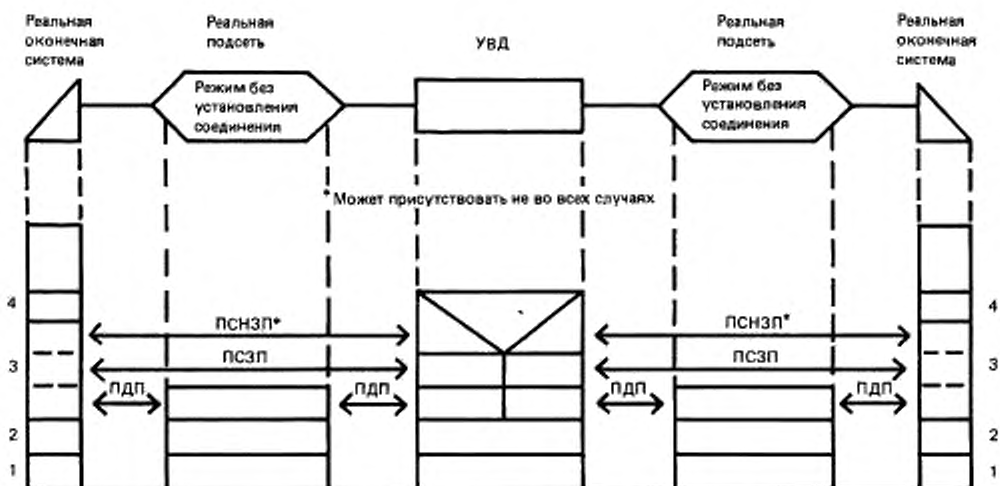 Реальная
оконечная
система
Реальная
подсеть
УВД
Реальная
подсеть
Реальная
оконечная
система
Режим без
установления
соединения
Режим без
установления
соединения
* Может присутствовать не во всех случаях
4
ПСНЗП*
ПСНЗП*
4
3
ПСЗП
ПСЗП
3
ПДП
ПДП
ПДП
ПДП
2
2
1
1